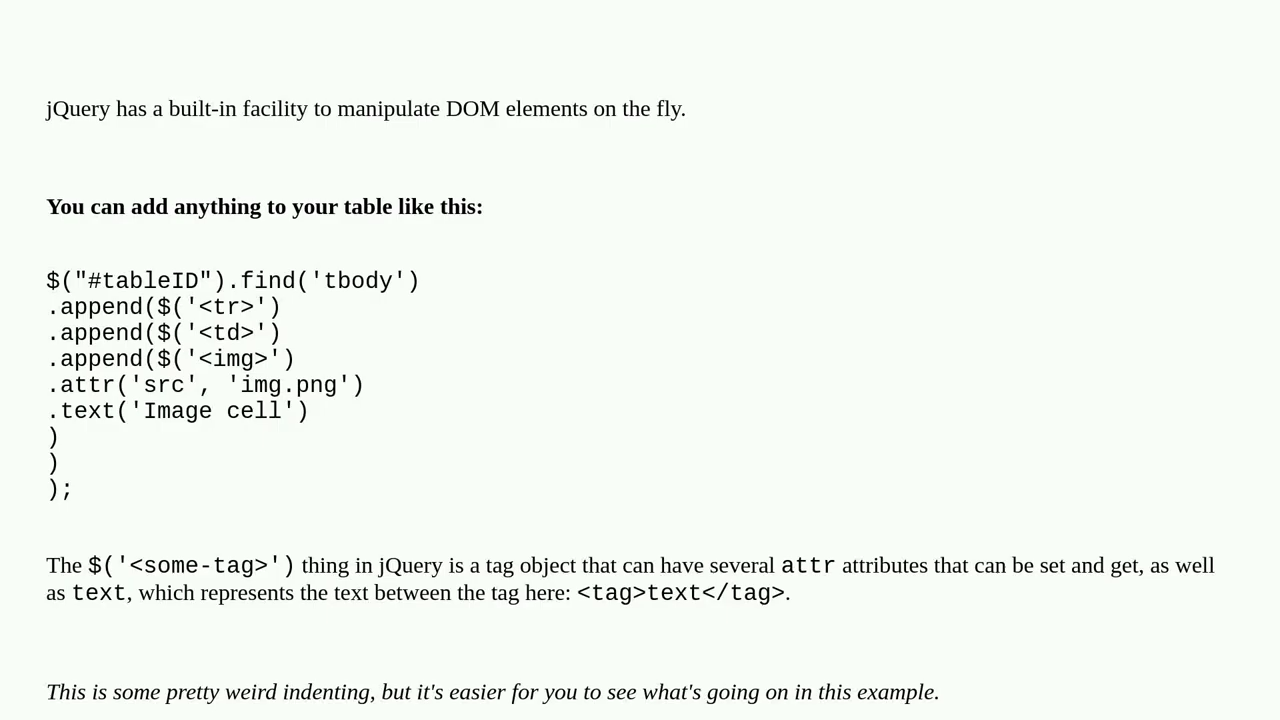 jQuery has a built-in facility to manipulate DOM elements on the fly.
You can add anything to your table like this:
$("#tableID").find('tbody')
.append($('<tr>')
.append($('<td>')
.append($('<img>')
.attr('src', 'img.png')
.text('Image cell')
)
)
);
The $('<some-tag>') thing in jQuery is a tag object that can have several attr attributes that can be set and get, as well
as text, which represents the text between the tag here: <tag>text</tag>.
This is some pretty weird indenting, but it's easier for you to see what's going on in this example.